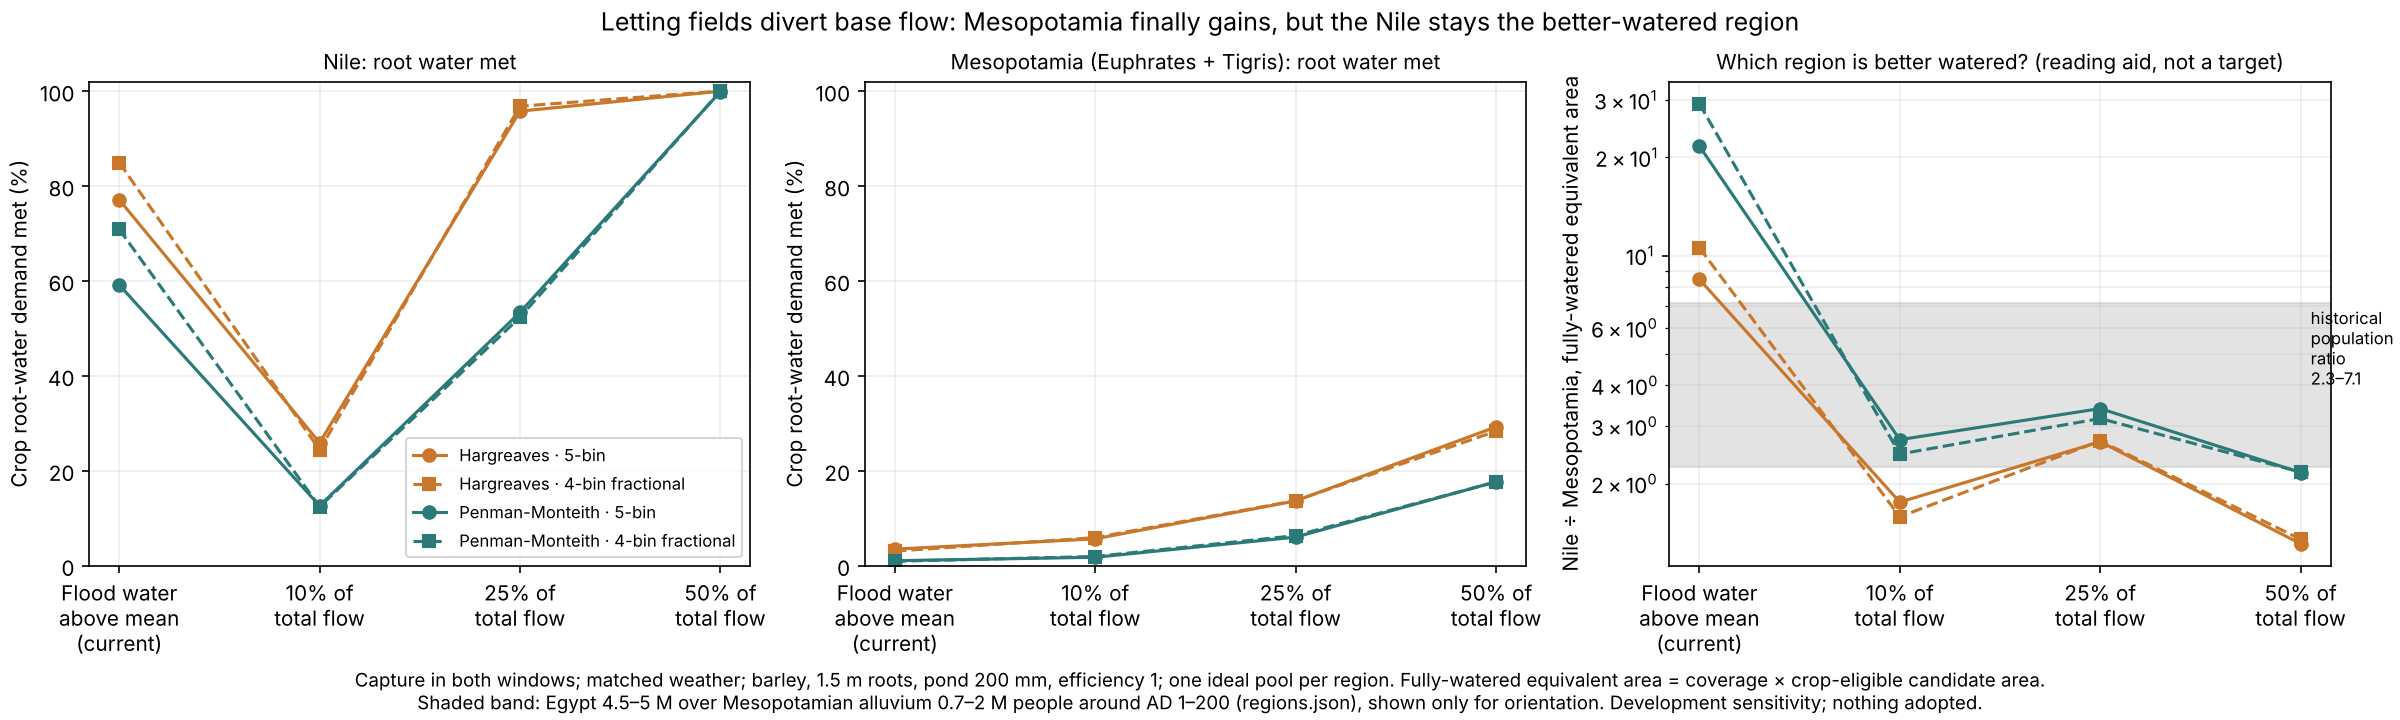 Letting fields divert base flow: Mesopotamia finally gains, but the Nile stays the better-watered region
Nile: root water met
Crop root-water demand met (%)
100
80
60
40
20
0
Hargreaves · 5-bin
Hargreaves · 4-bin fractional
Penman-Monteith · 5-bin
Penman-Monteith · 4-bin fractional
Flood water
above mean
(current)
10% of
total flow
25% of
total flow
50% of
total flow
Mesopotamia (Euphrates + Tigris): root water met
Crop root-water demand met (%)
100
80
60
40
20
0
Flood water
above mean
(current)
10% of
total flow
25% of
total flow
50% of
total flow
Which region is better watered? (reading aid, not a target)
Nile ÷ Mesopotamia, fully-watered equivalent area
3 × 10¹
2 × 10¹
10¹
6 × 10⁰
4 × 10⁰
3 × 10⁰
2 × 10⁰
historical
population
ratio
2.3–7.1
Flood water
above mean
(current)
10% of
total flow
25% of
total flow
50% of
total flow
Capture in both windows; matched weather; barley, 1.5 m roots, pond 200 mm, efficiency 1; one ideal pool per region. Fully-watered equivalent area = coverage × crop-eligible candidate area.
Shaded band: Egypt 4.5–5 M over Mesopotamian alluvium 0.7–2 M people around AD 1–200 (regions.json), shown only for orientation. Development sensitivity; nothing adopted.